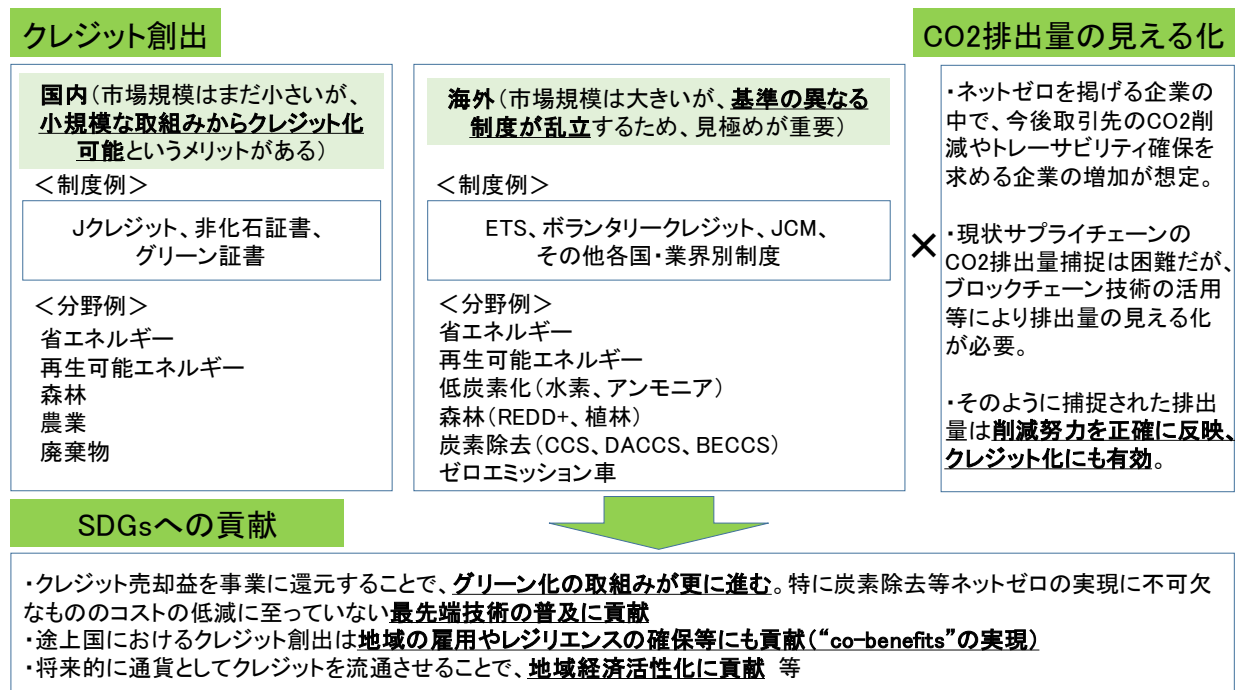 クレジット創出
国内（市場規模はまだ小さいが、
小規模な取組みからクレジット化
可能というメリットがある）
＜制度例＞
Jクレジット、非化石証書、
グリーン証書
＜分野例＞
省エネルギー
再生可能エネルギー
森林
農業
廃棄物
海外（市場規模は大きいが、基準の異なる
制度が乱立するため、見極めが重要）
＜制度例＞
ETS、ボランタリークレジット、JCM、
その他各国・業界別制度
＜分野例＞
省エネルギー
再生可能エネルギー
低炭素化（水素、アンモニア）
森林（REDD+、植林）
炭素除去（CCS、DACCS、BECCS）
ゼロエミッション車
×
CO2排出量の見える化
・ネットゼロを掲げる企業の
中で、今後取引先のCO2削
減やトレーサビリティ確保を
求める企業の増加が想定。
・現状サプライチェーンの
CO2排出量捕捉は困難だが、
ブロックチェーン技術の活用
等により排出量の見える化
が必要。
・そのように捕捉された排出
量は削減努力を正確に反映、
クレジット化にも有効。
SDGsへの貢献
・クレジット売却益を事業に還元することで、グリーン化の取組みが更に進む。特に炭素除去等ネットゼロの実現に不可欠
なもののコストの低減に至っていない最先端技術の普及に貢献
・途上国におけるクレジット創出は地域の雇用やレジリエンスの確保等にも貢献（“co-benefits”の実現）
・将来的に通貨としてクレジットを流通させることで、地域経済活性化に貢献　等